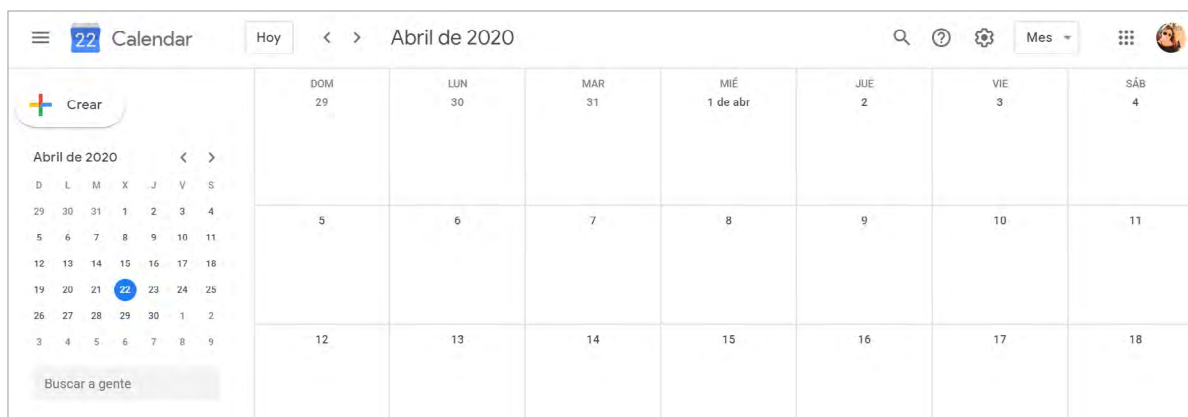 22 Calendar Hoy Abril de 2020 Mes
Crear
Abril de 2020
D L M X J V S
29 30 31 1 2 3 4
5 6 7 8 9 10 11
12 13 14 15 16 17 18
19 20 21 22 23 24 25
26 27 28 29 30 1 2
3 4 5 6 7 8 9
Buscar a gente
DOM LUN MAR MIÉ JUE VIE SÁB
29 30 31 1 de abr 2 3 4
5 6 7 8 9 10 11
12 13 14 15 16 17 18